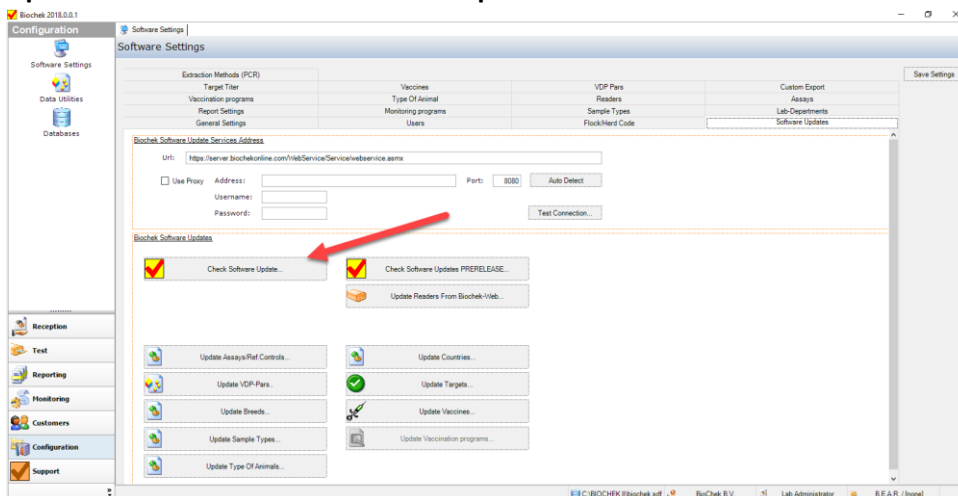 Biochek 2018.0.0.1
Configuration
Software Settings
Data Utilities
Databases
Reception
Test
Reporting
Monitoring
Customers
Configuration
Support
Software Settings
Software Settings
Save Settings
Extraction Methods (PCR)
Target Titer Vaccines VDP Pars Custom Export
Vaccination programs Type Of Animal Readers Assays
Report Settings Monitoring programs Sample Types Lab-Departments
General Settings Users Flock/Herd Code Software Updates
Biochek Software Update Services Address
Url: https://server.biochekonline.com/WebService/Service/webservice.asmx
Use Proxy Address: Port: 8080 Auto Detect
Username:
Password: Test Connection...
Biochek Software Updates
Check Software Update... Check Software Updates PRERELEASE...
Update Readers From Biochek-Web...
Update Assays/Ref.Controls... Update Countries...
Update VDP-Pars... Update Targets...
Update Breeds... Update Vaccines...
Update Sample Types... Update Vaccination programs...
Update Type Of Animals...
BioChek B.V. Lab Administrator B.E.A.R. [none]